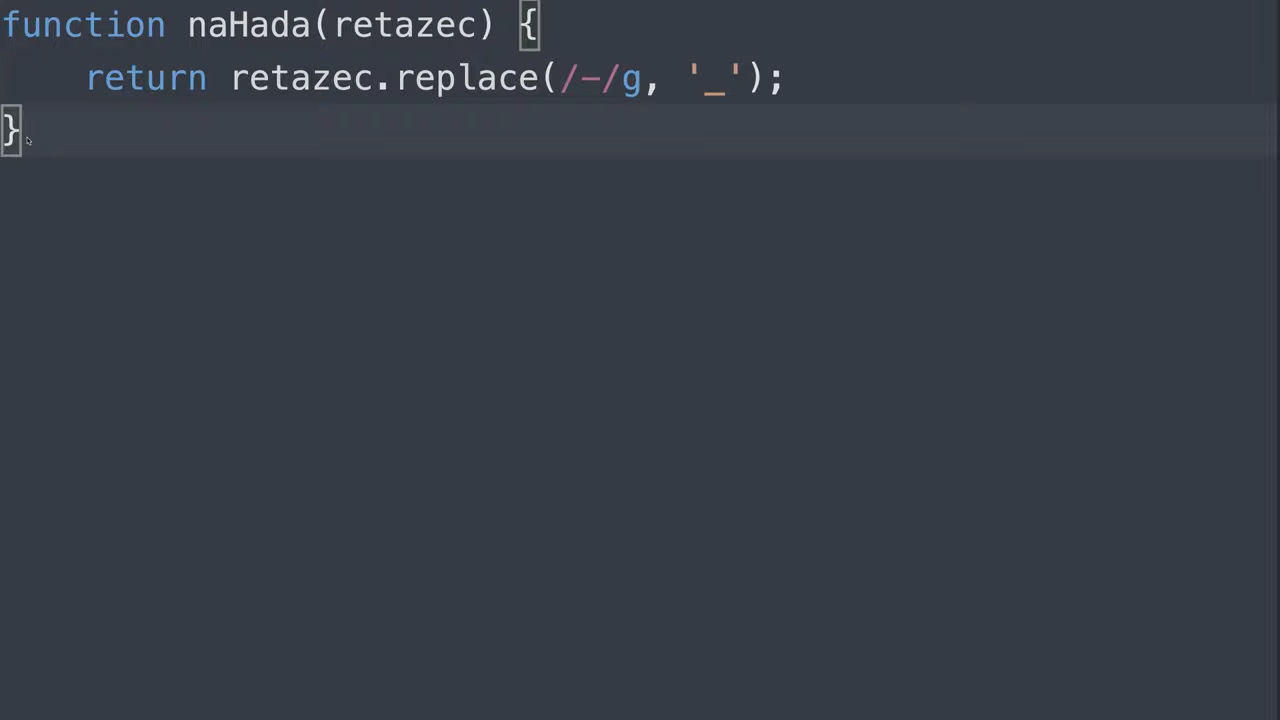 function naHada(retazec) {
    return retazec.replace(/-/g, '_');
}